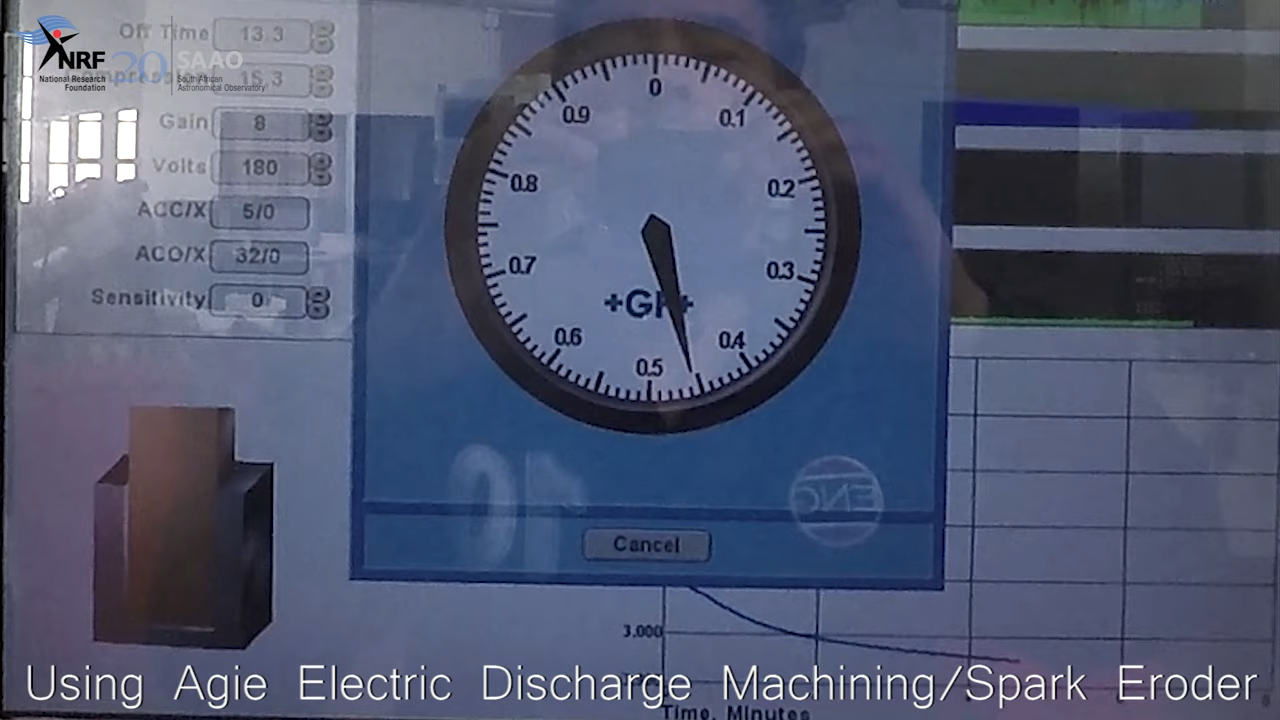 Off Time 13.3
NRF
National Research
Foundation
20 SAAO
South African
Astronomical Observatory
15.3
Gain 8
Volts 180
ACC/X 5/0
ACO/X 32/0
Sensitivity 0
0
0.1
0.2
0.3
0.4
0.5
0.6
0.7
0.8
0.9
+GF+
Cancel
3.000
Time, Minutes
Using Agie Electric Discharge Machining/Spark Eroder